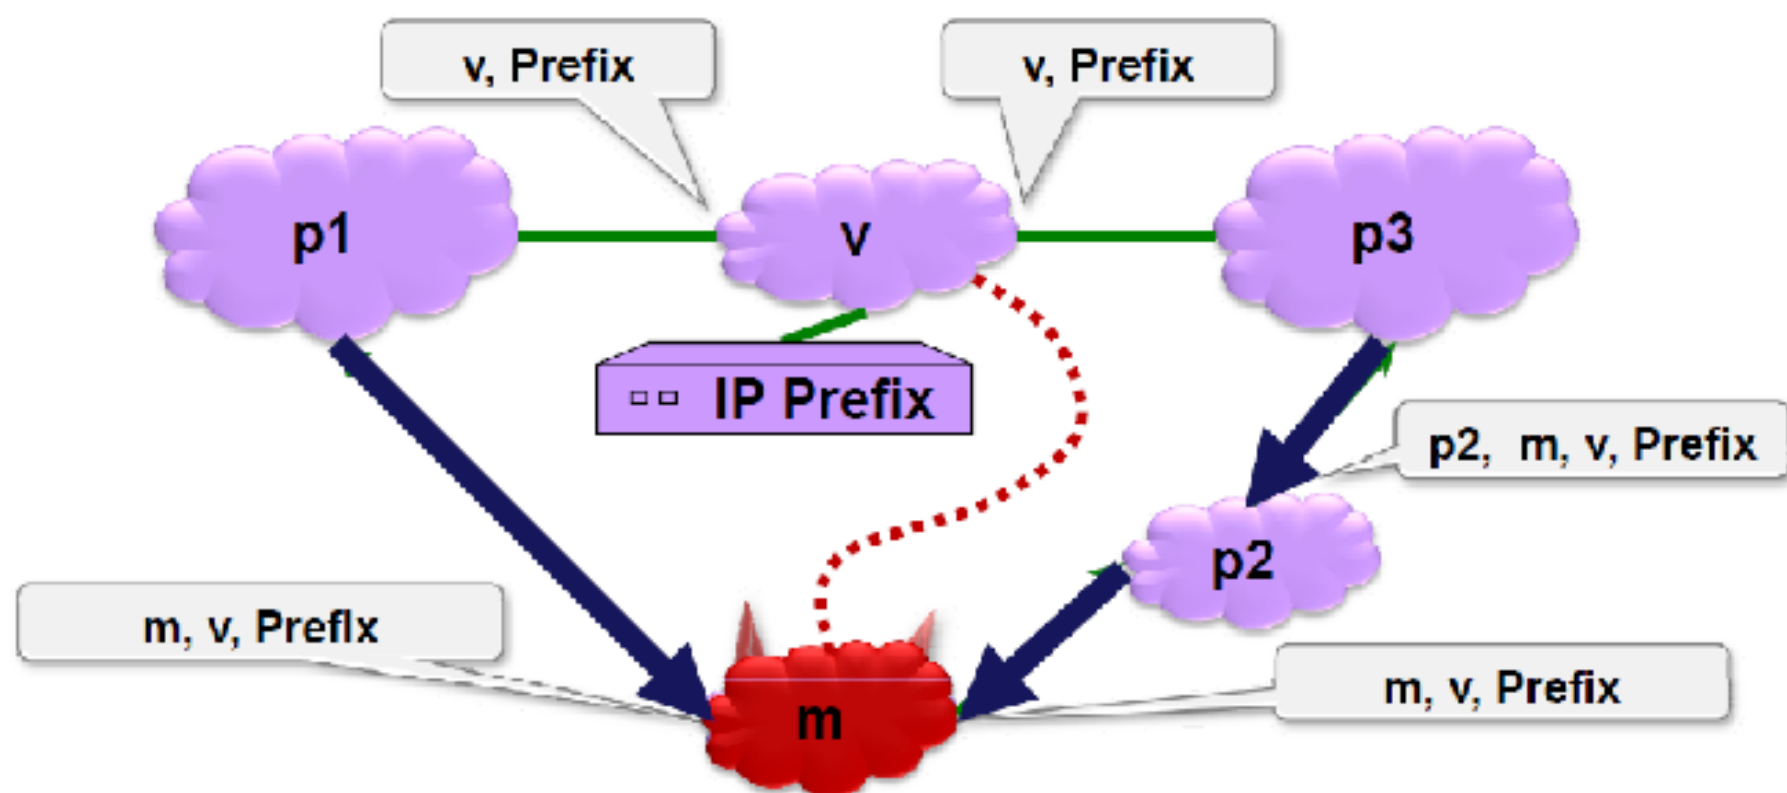 v, Prefix
v, Prefix
p1
v
p3
IP Prefix
p2, m, v, Prefix
p2
m, v, Prefix
m, v, Prefix
m